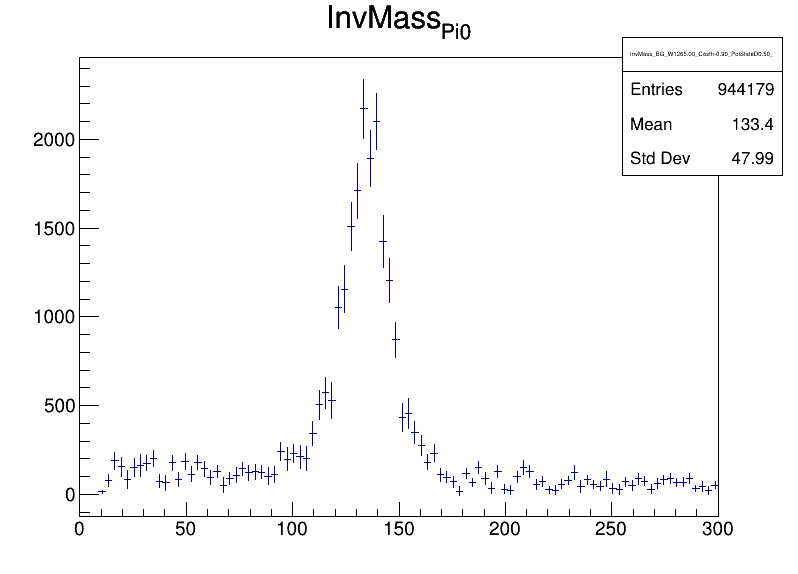 InvMass_Pi0
InvMass_BG_W1265.00_Costh-0.90_PolStateD0.50_
Entries 944179
Mean 133.4
Std Dev 47.99
2000
1500
1000
500
0
0 50 100 150 200 250 300